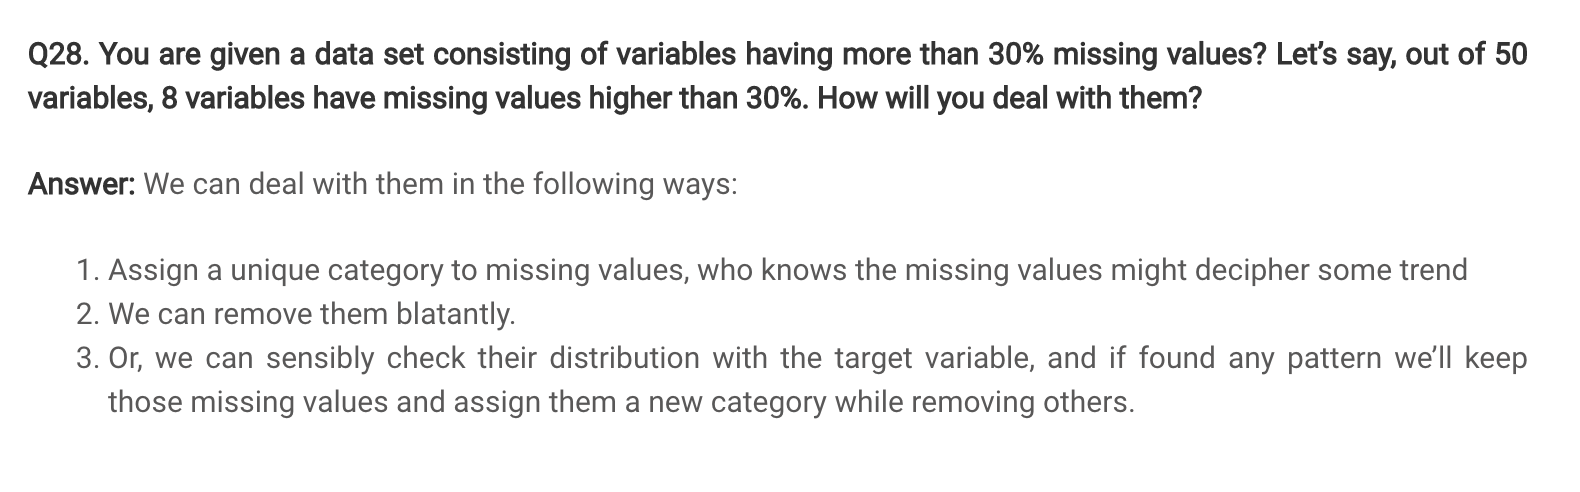 Q28. You are given a data set consisting of variables having more than 30% missing values? Let’s say, out of 50
variables, 8 variables have missing values higher than 30%. How will you deal with them?
Answer: We can deal with them in the following ways:
1. Assign a unique category to missing values, who knows the missing values might decipher some trend
2. We can remove them blatantly.
3. Or, we can sensibly check their distribution with the target variable, and if found any pattern we’ll keep
those missing values and assign them a new category while removing others.